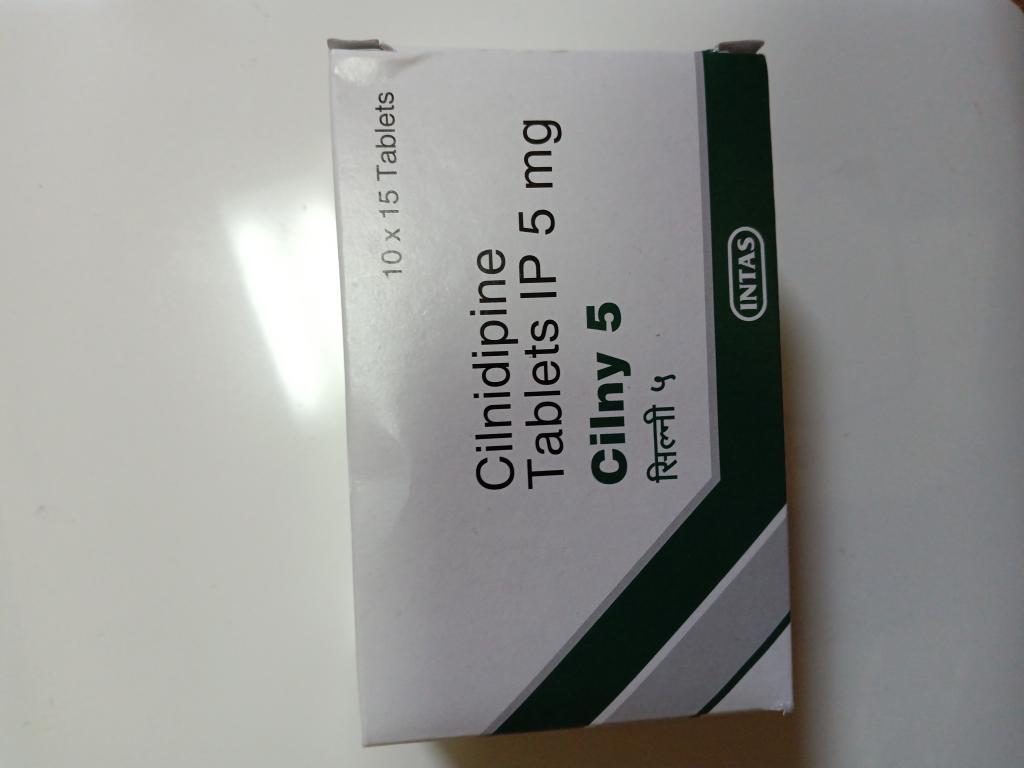 10 x 15 Tablets
Cilnidipine
Tablets IP 5 mg
Cilny 5
सिल्नी ५
INTAS